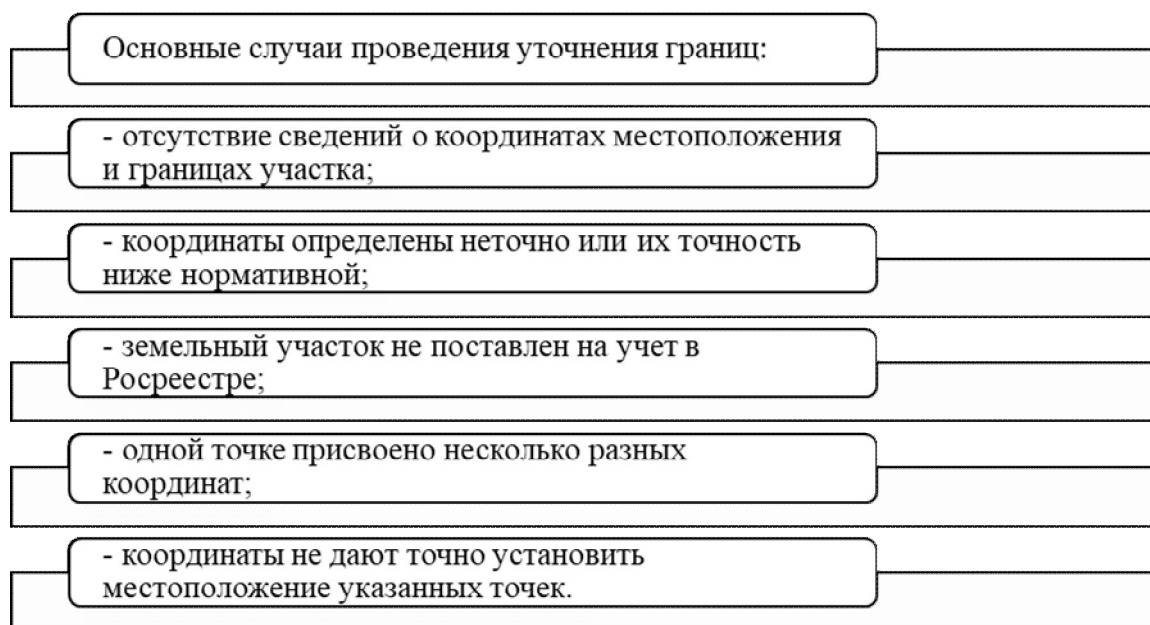 Основные случаи проведения уточнения границ:
- отсутствие сведений о координатах местоположения
и границах участка;
- координаты определены неточно или их точность
ниже нормативной;
- земельный участок не поставлен на учет в
Росреестре;
- одной точке присвоено несколько разных
координат;
- координаты не дают точно установить
местоположение указанных точек.